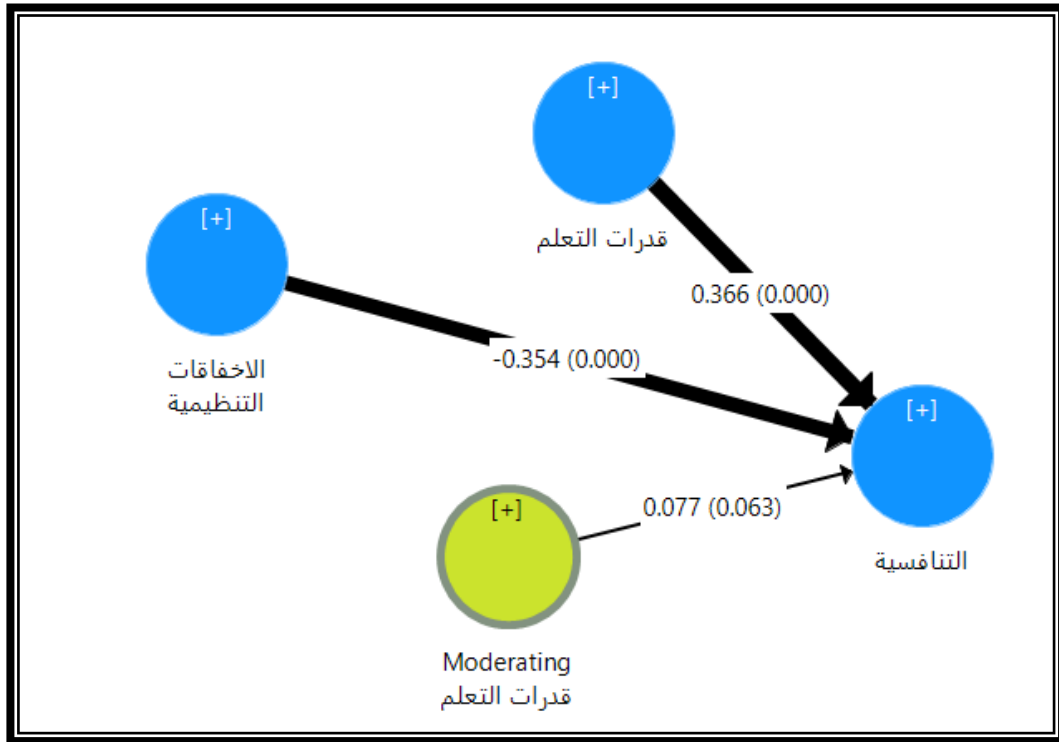 [+]
قدرات التعلم
[+]
الاخفاقات
التنظيمية
0.366 (0.000)
-0.354 (0.000)
[+]
التنافسية
0.077 (0.063)
[+]
Moderating
قدرات التعلم